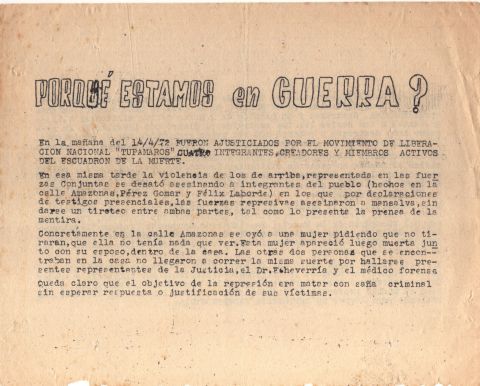 PORQUÉ ESTAMOS en GUERRA?
En la mañana del 14/4/72 FUERON AJUSTICIADOS POR EL MOVIMIENTO DE LIBERA-
CION NACIONAL "TUPAMAROS" CUATRO INTEGRANTES, CREADORES Y MIEMBROS ACTIVOS
DEL ESCUADRON DE LA MUERTE.
En esa misma tarde la violencia de los de arriba, representada en las fuer
zas Conjuntas se desató asesinando a integrantes del pueblo (hechos en la
calle Amazonas, Pérez Gomar y Félix Laborde) en los que por declaraciones
de testigos presenciales, las fuerzas represivas asesinaron a mansalva, sin
darse un tiroteo entre ambas partes, tal como lo presenta la prensa de la
mentira.
Concretamente en la calle Amazonas se oyó a una mujer pidiendo que no ti-
raran, que ella no tenía nada que ver. Esta mujer apareció luego muerta jun
to con su esposo, dentro de la casa. Las otras dos personas que se encon-
traban en la casa no llegaron a correr la misma suerte por hallarse pre-
sentes representantes de la Justicia, el Dr. Echeverría y el médico forense
Queda claro que el objetivo de la represión era matar con saña criminal
sin esperar respuesta o justificación de sus víctimas.